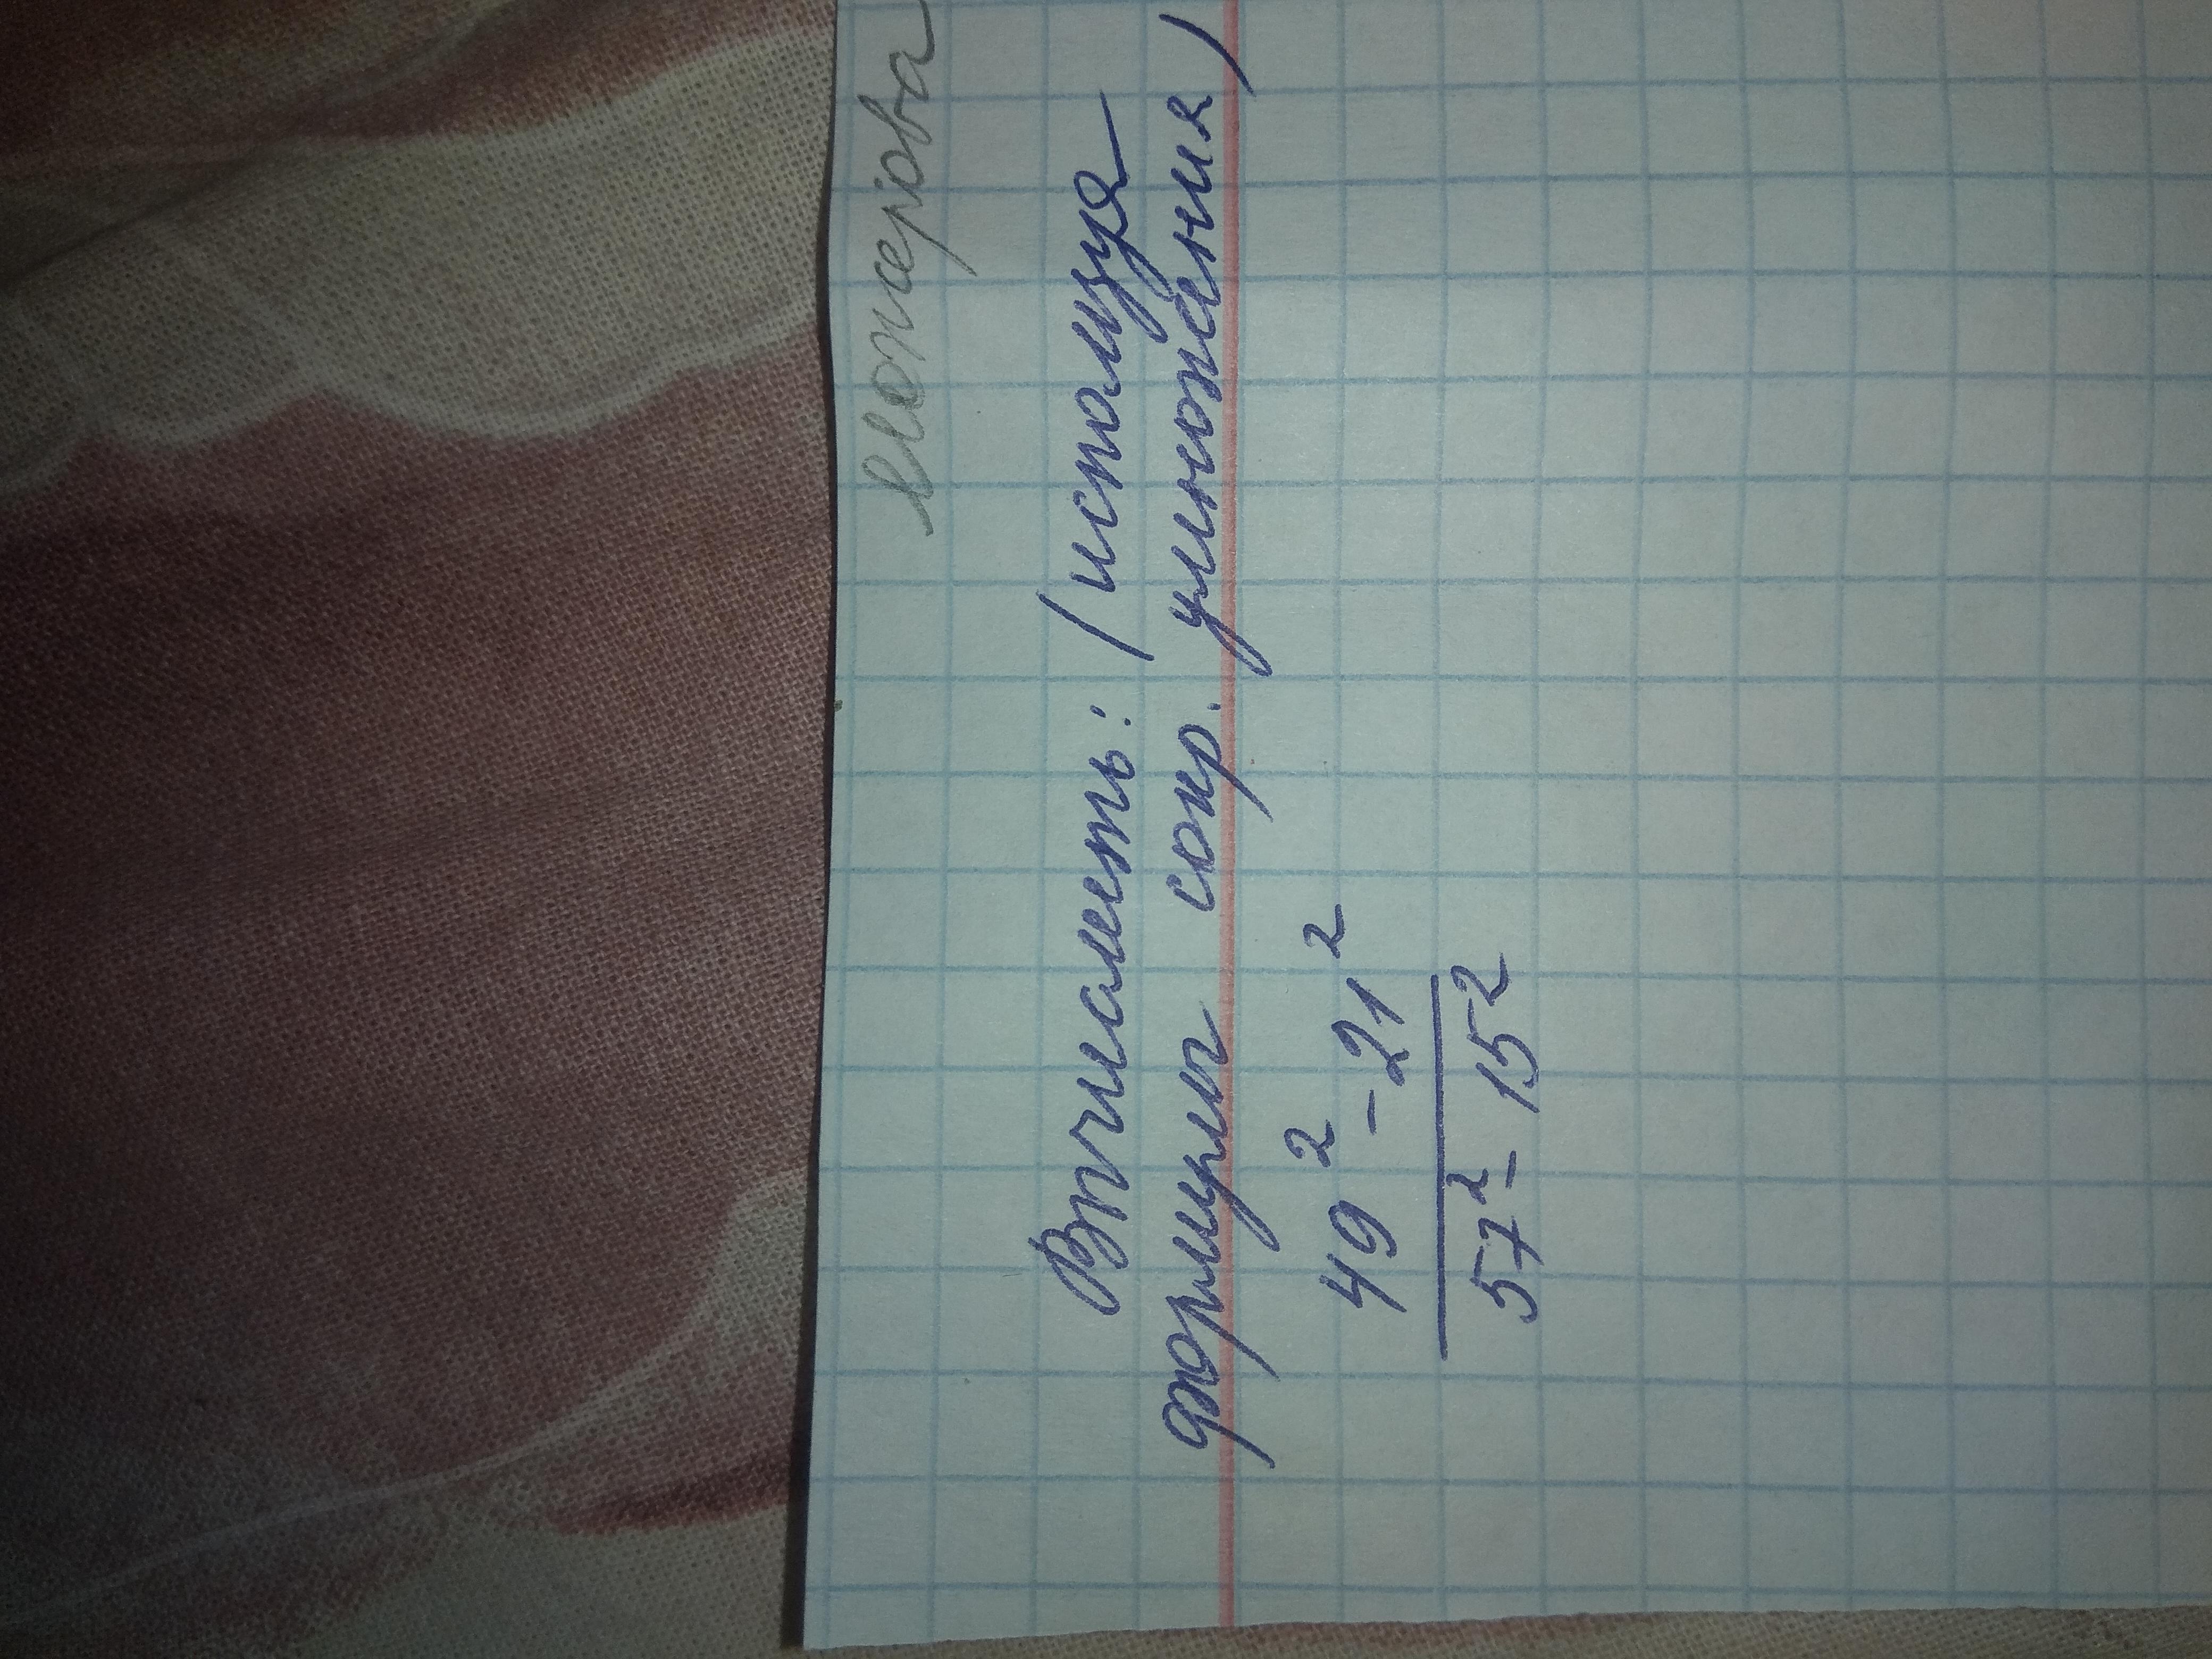 Вычислить: (используя
формулы сокр. умножения)
49² - 21²
57² - 15²